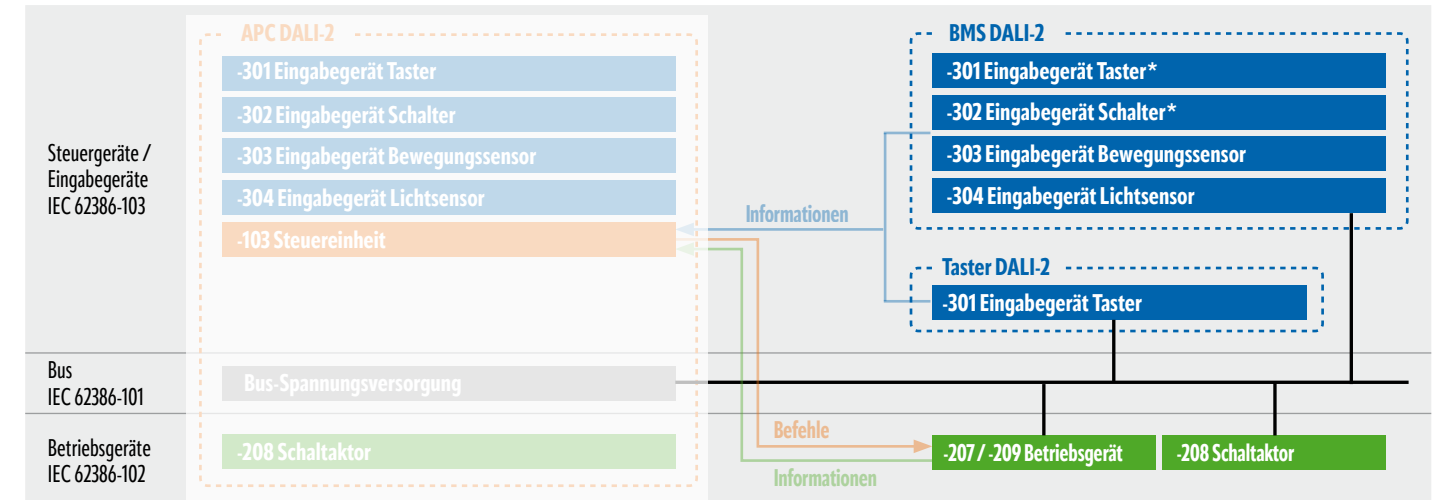 APC DALI-2
-301 Eingabegerät Taster
-302 Eingabegerät Schalter
-303 Eingabegerät Bewegungssensor
-304 Eingabegerät Lichtsensor
-103 Steuereinheit
BMS DALI-2
-301 Eingabegerät Taster*
-302 Eingabegerät Schalter*
-303 Eingabegerät Bewegungssensor
-304 Eingabegerät Lichtsensor
Steuergeräte /
Eingabegeräte
IEC 62386-103
Informationen
Taster DALI-2
-301 Eingabegerät Taster
Bus
IEC 62386-101
Bus-Spannungsversorgung
Betriebsgeräte
IEC 62386-102
-208 Schaltaktor
Befehle
Informationen
-207 / -209 Betriebsgerät
-208 Schaltaktor